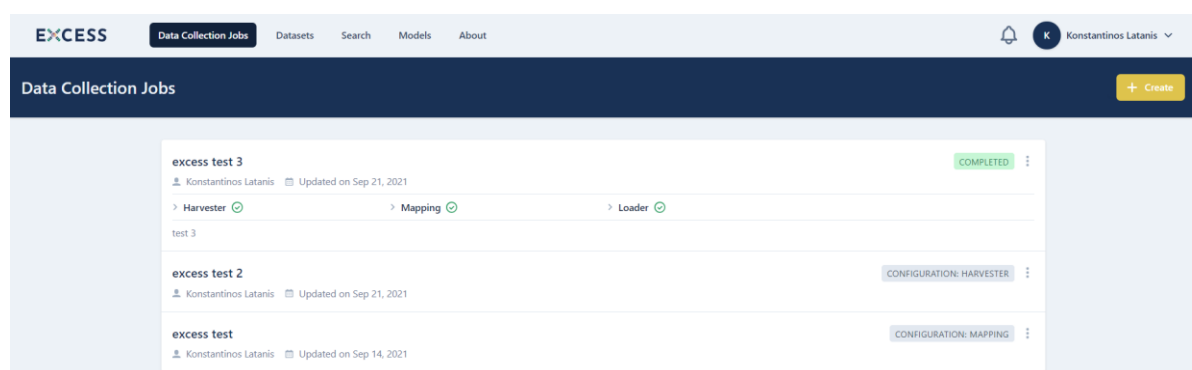 EXCESS Data Collection Jobs Datasets Search Models About K Konstantinos Latanis
Data Collection Jobs + Create
excess test 3 COMPLETED
Konstantinos Latanis Updated on Sep 21, 2021
> Harvester > Mapping > Loader
test 3
excess test 2 CONFIGURATION: HARVESTER
Konstantinos Latanis Updated on Sep 21, 2021
excess test CONFIGURATION: MAPPING
Konstantinos Latanis Updated on Sep 14, 2021